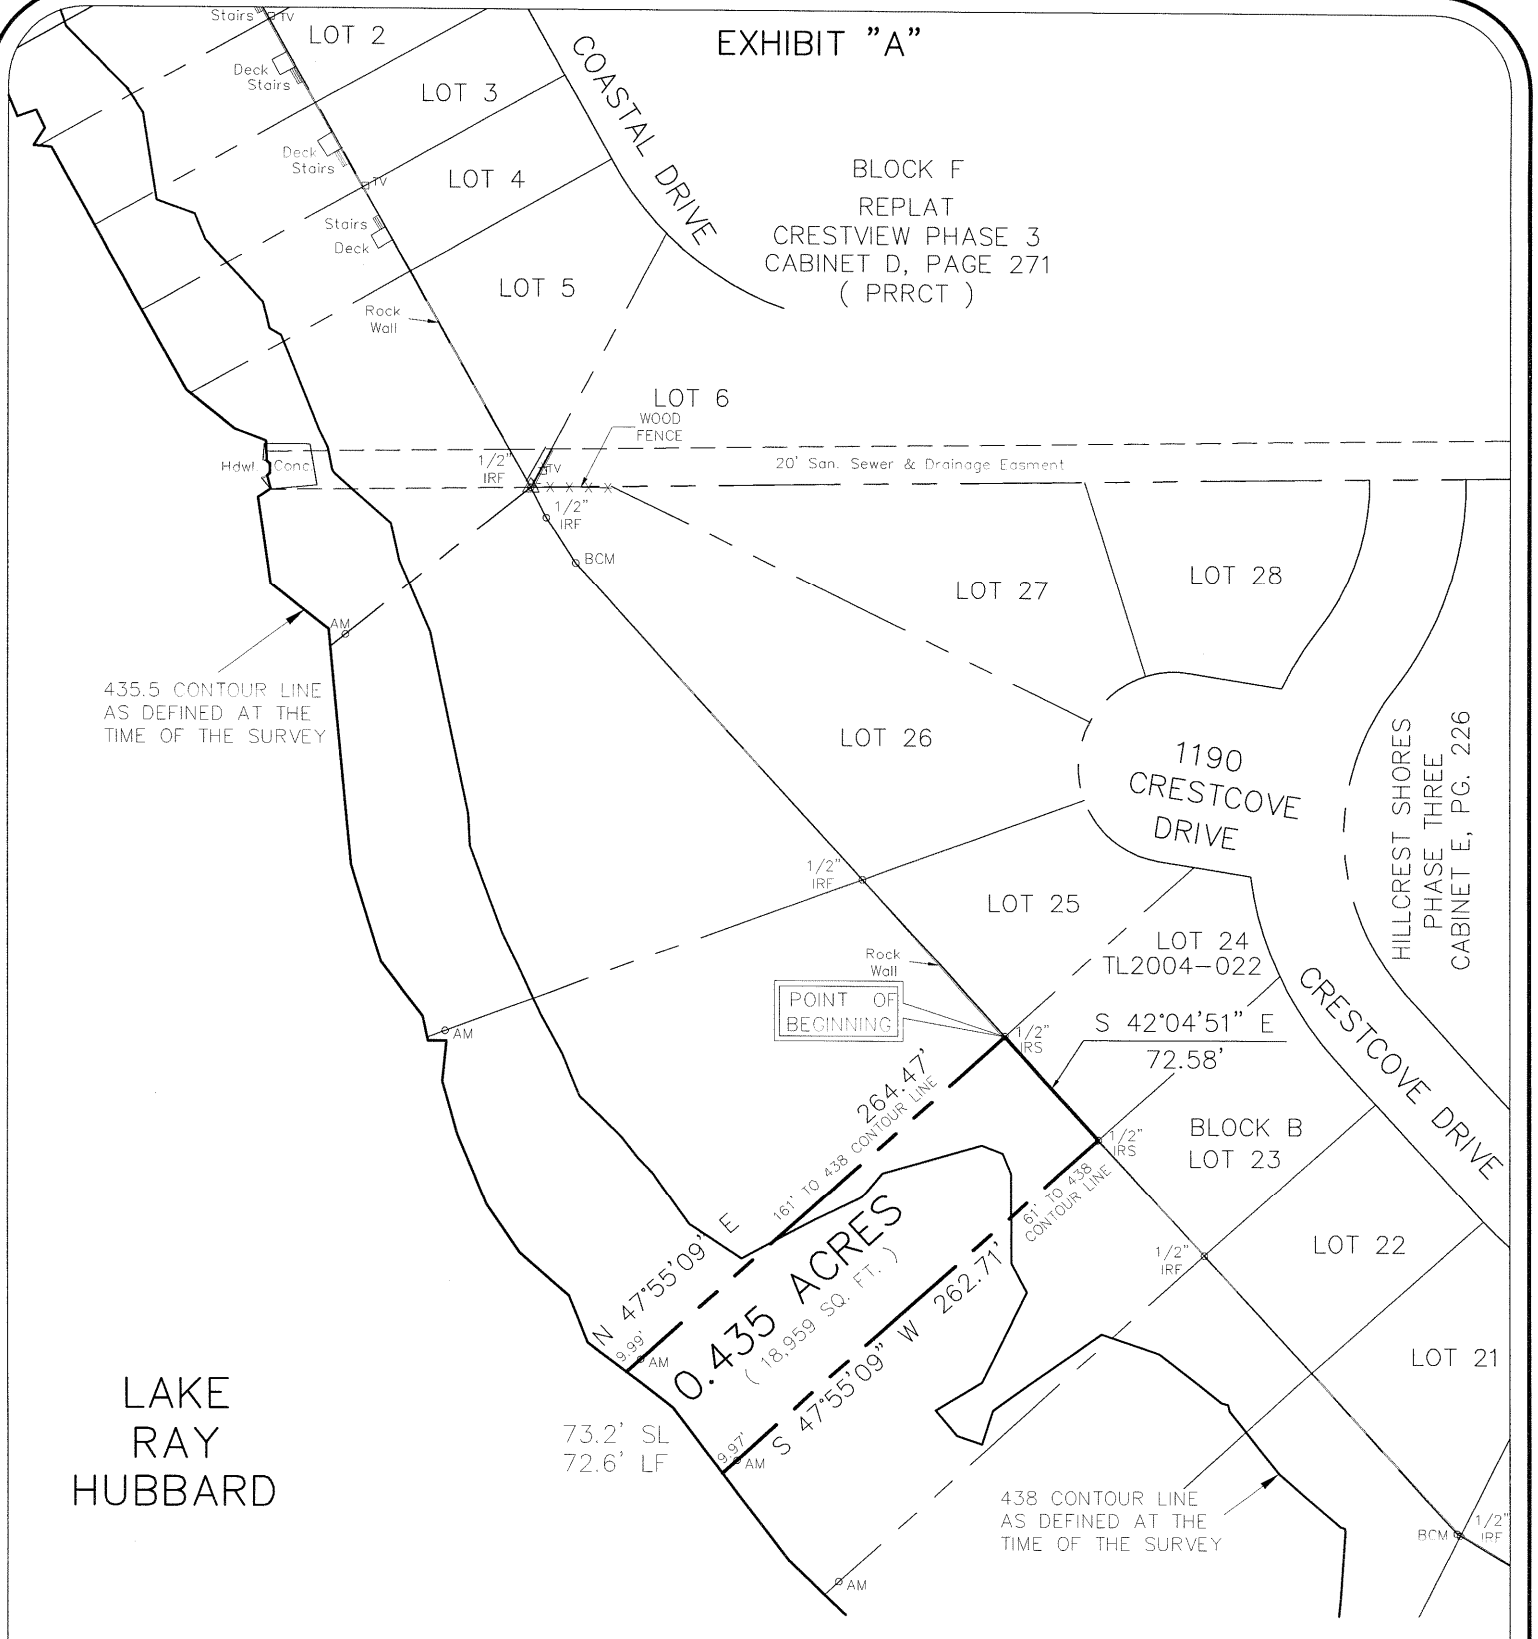 EXHIBIT "A"
Stairs
TV
LOT 2
Deck
Stairs
LOT 3
COASTAL DRIVE
Deck
Stairs
TV
LOT 4
BLOCK F
REPLAT
CRESTVIEW PHASE 3
CABINET D, PAGE 271
( PRRCT )
Stairs
Deck
LOT 5
Rock
Wall
LOT 6
WOOD
FENCE
Hdwl.
Conc.
1/2"
IRF
TV
X X X X
20' San. Sewer & Drainage Easment
1/2"
IRF
BCM
LOT 27
LOT 28
AM
435.5 CONTOUR LINE
AS DEFINED AT THE
TIME OF THE SURVEY
LOT 26
1190
CRESTCOVE
DRIVE
HILLCREST SHORES
PHASE THREE
CABINET E, PG. 226
1/2"
IRF
LOT 25
LOT 24
TL2004-022
Rock
Wall
POINT OF
BEGINNING
AM
1/2"
IRS
S 42°04'51" E
72.58'
CRESTCOVE DRIVE
264.47'
161' TO 438 CONTOUR LINE
N 47°55'09" E
1/2"
IRS
BLOCK B
LOT 23
61' TO 438
CONTOUR LINE
0.435 ACRES
( 18,959 SQ. FT. )
S 47°55'09" W 262.71'
1/2"
IRF
LOT 22
9.99'
AM
LOT 21
LAKE
RAY
HUBBARD
73.2' SL
72.6' LF
9.97'
AM
438 CONTOUR LINE
AS DEFINED AT THE
TIME OF THE SURVEY
BCM
1/2"
IRF
AM